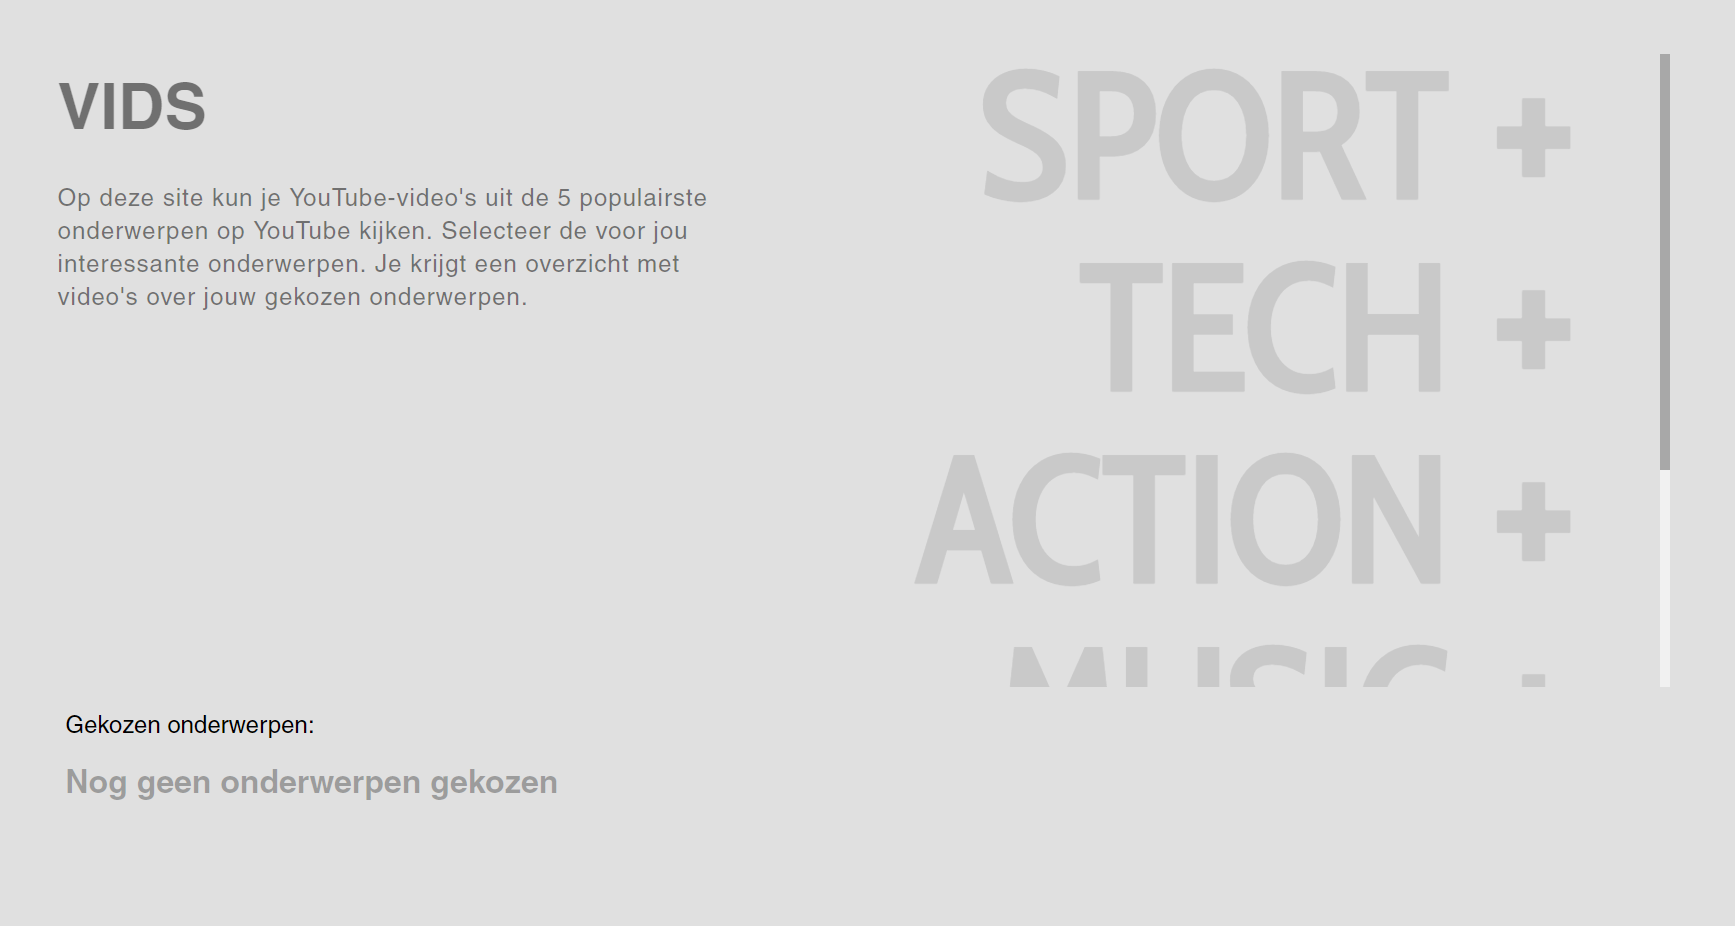 VIDS
Op deze site kun je YouTube-video's uit de 5 populairste
onderwerpen op YouTube kijken. Selecteer de voor jou
interessante onderwerpen. Je krijgt een overzicht met
video's over jouw gekozen onderwerpen.
SPORT +
TECH +
ACTION +
MUSIC +
Gekozen onderwerpen:
Nog geen onderwerpen gekozen